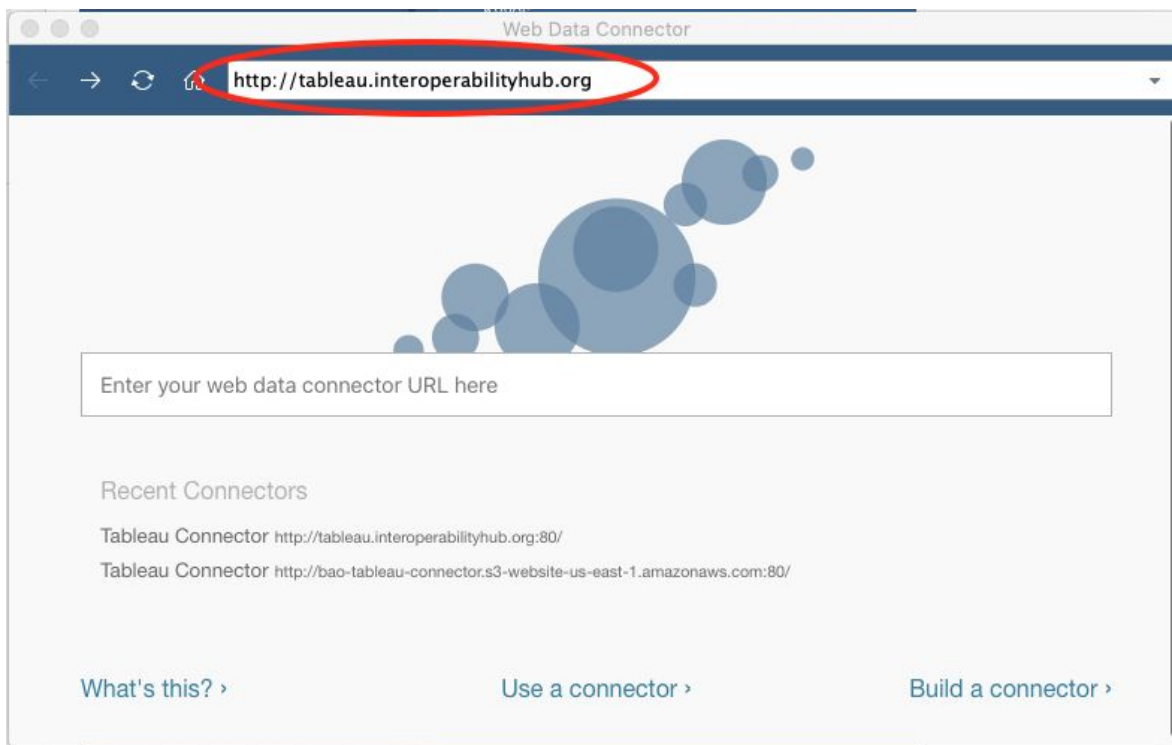 Web Data Connector
http://tableau.interoperabilityhub.org
Enter your web data connector URL here
Recent Connectors
Tableau Connector http://tableau.interoperabilityhub.org:80/
Tableau Connector http://bao-tableau-connector.s3-website-us-east-1.amazonaws.com:80/
What's this? › Use a connector › Build a connector ›